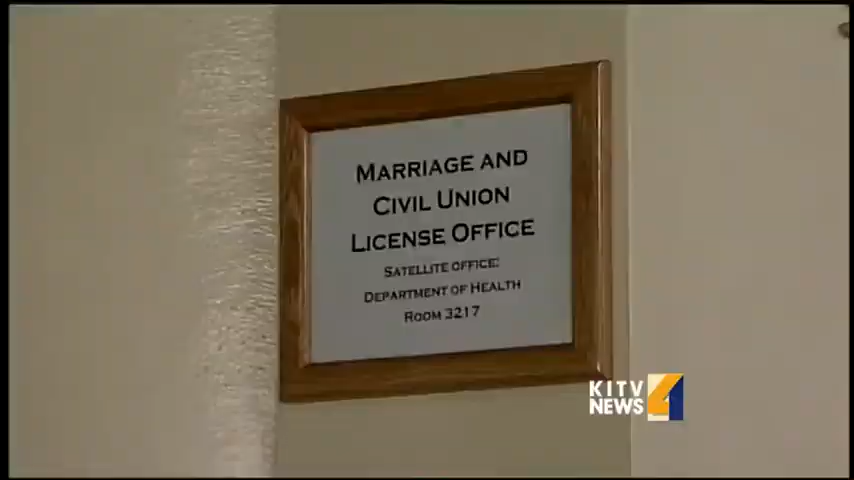 MARRIAGE AND
CIVIL UNION
LICENSE OFFICE
SATELLITE OFFICE:
DEPARTMENT OF HEALTH
ROOM 3217
KITV
NEWS 4